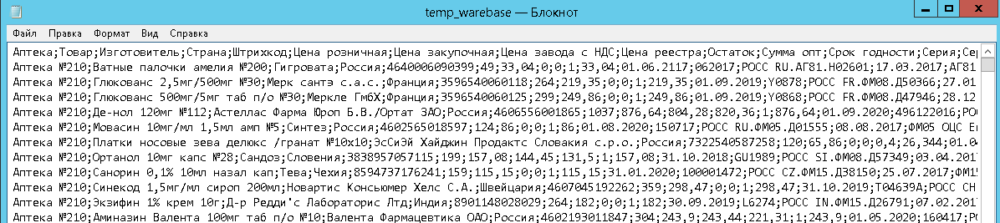 temp_warebase — Блокнот
Файл Правка Формат Вид Справка
Аптека;Товар;Изготовитель;Страна;Штрихкод;Цена розничная;Цена закупочная;Цена завода с НДС;Цена реестра;Остаток;Сумма опт;Срок годности;Серия;Сер
Аптека №210;Ватные палочки амелия №200;Гигровата;Россия;4640006090399;49;33,04;0;0;1;33,04;01.06.2117;062017;РОСС RU.АГ81.Н02601;17.03.2017;АГ81
Аптека №210;Глюкованс 2,5мг/500мг №30;Мерк сантэ с.а.с.;Франция;3596540060118;264;219,35;0;0;1;219,35;01.09.2019;Y0878;РОСС FR.ФМ08.Д50366;27.01
Аптека №210;Глюкованс 500мг/5мг таб п/о №30;Меркле ГмбХ;Франция;3596540060125;299;249,86;0;0;1;249,86;01.09.2019;Y0868;РОСС FR.ФМ08.Д47946;28.12
Аптека №210;Де-нол 120мг №112;Астеллас Фарма Юроп Б.В./Ортат ЗАО;Россия;4606556001865;1037;876,64;804,28;820,36;1;876,64;01.09.2020;496122016;РО
Аптека №210;Мовасин 10мг/мл 1,5мл амп №5;Синтез;Россия;4602565018597;124;86;0;0;1;86;01.08.2020;150717;РОСС RU.ФМ05.Д01555;08.08.2017;ФМ05 ОЦС Е
Аптека №210;Платки носовые зева делюкс /гранат №10х10;ЭсСиЭй Хайджин Продактс Словакия с.р.о.;Россия;7322540587258;120;65,86;0;0;0,4;26,344;01.0
Аптека №210;Ортанол 10мг капс №28;Сандоз;Словения;3838957057115;199;157,08;144,45;131,5;1;157,08;31.10.2018;GU1989;РОСС SI.ФМ08.Д57349;03.04.201
Аптека №210;Санорин 0,1% 10мл назал кап;Тева;Чехия;8594737176241;159;115,15;0;0;1;115,15;31.01.2020;100001472;РОСС CZ.ФМ15.Д38150;25.07.2017;ФМ1
Аптека №210;Синекод 1,5мг/мл сироп 200мл;Новартис Консьюмер Хелс С.А.;Швейцария;4607045192262;359;298,47;0;0;1;298,47;31.10.2019;T04639A;РОСС CH
Аптека №210;Экзифин 1% крем 10г;Д-р Редди'с Лабораторис Лтд;Индия;8901148028029;264;182;0;0;1;182;30.09.2019;L6274;РОСС IN.ФМ15.Д26791;07.02.201
Аптека №210;Аминазин Валента 100мг таб п/о №10;Валента Фармацевтика ОАО;Россия;4602193011847;304;243,9;243,44;221,31;1;243,9;01.05.2020;160417;РО